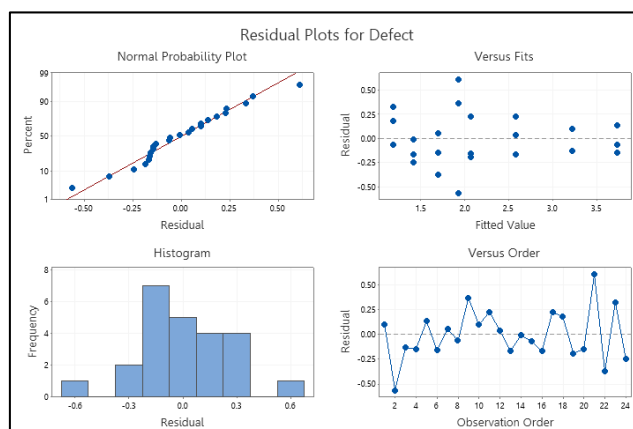 Residual Plots for Defect
Normal Probability Plot
99
90
50
10
1
Percent
-0.50 -0.25 0.00 0.25 0.50
Residual
Versus Fits
0.50
0.25
0.00
-0.25
-0.50
Residual
1.5 2.0 2.5 3.0 3.5
Fitted Value
Histogram
8
6
4
2
0
Frequency
-0.6 -0.3 0.0 0.3 0.6
Residual
Versus Order
0.50
0.25
0.00
-0.25
-0.50
Residual
2 4 6 8 10 12 14 16 18 20 22 24
Observation Order